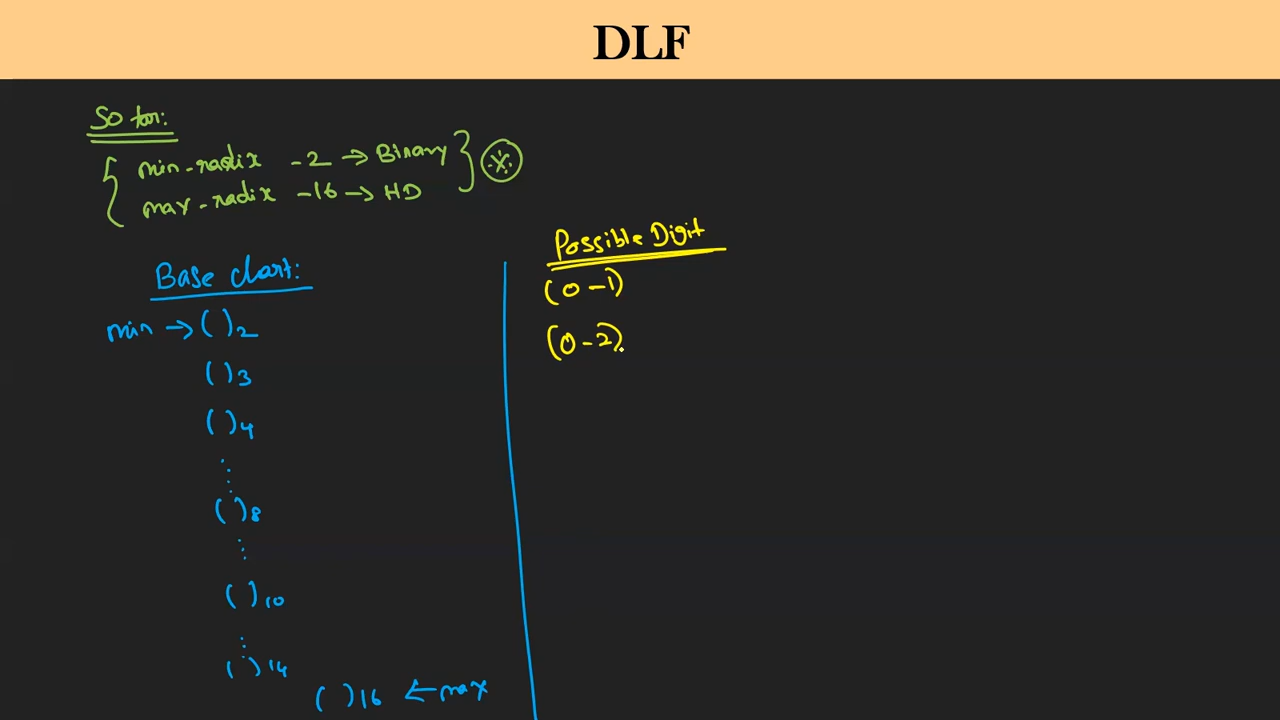 DLF
So far:
min-radix -2 → Binary
max-radix -16 → HD
Possible Digit
Base chart:
(0-1)
min → ( )2
(0-2)
( )3
( )4
( )8
( )10
( )14
( )16 ← max